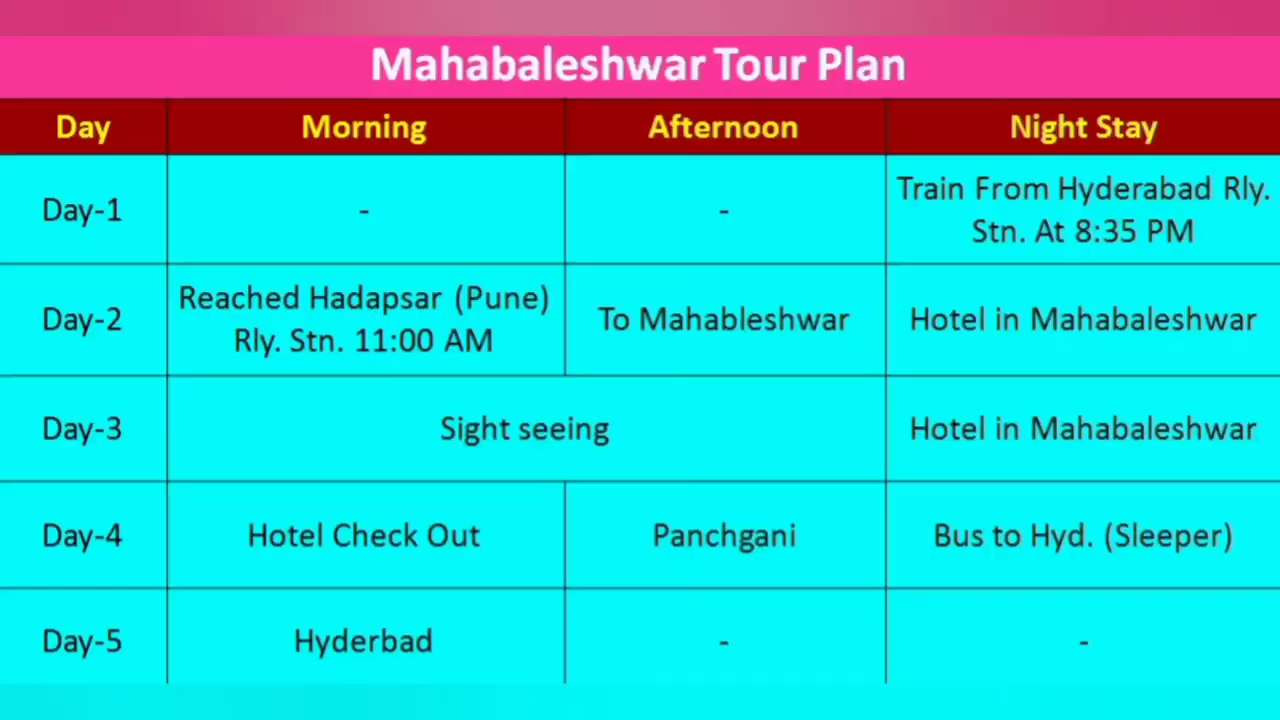 Mahabaleshwar Tour Plan
Day Morning Afternoon Night Stay
Day-1 - - Train From Hyderabad Rly.
Stn. At 8:35 PM
Day-2 Reached Hadapsar (Pune)
Rly. Stn. 11:00 AM To Mahableshwar Hotel in Mahabaleshwar
Day-3 Sight seeing Hotel in Mahabaleshwar
Day-4 Hotel Check Out Panchgani Bus to Hyd. (Sleeper)
Day-5 Hyderbad - -